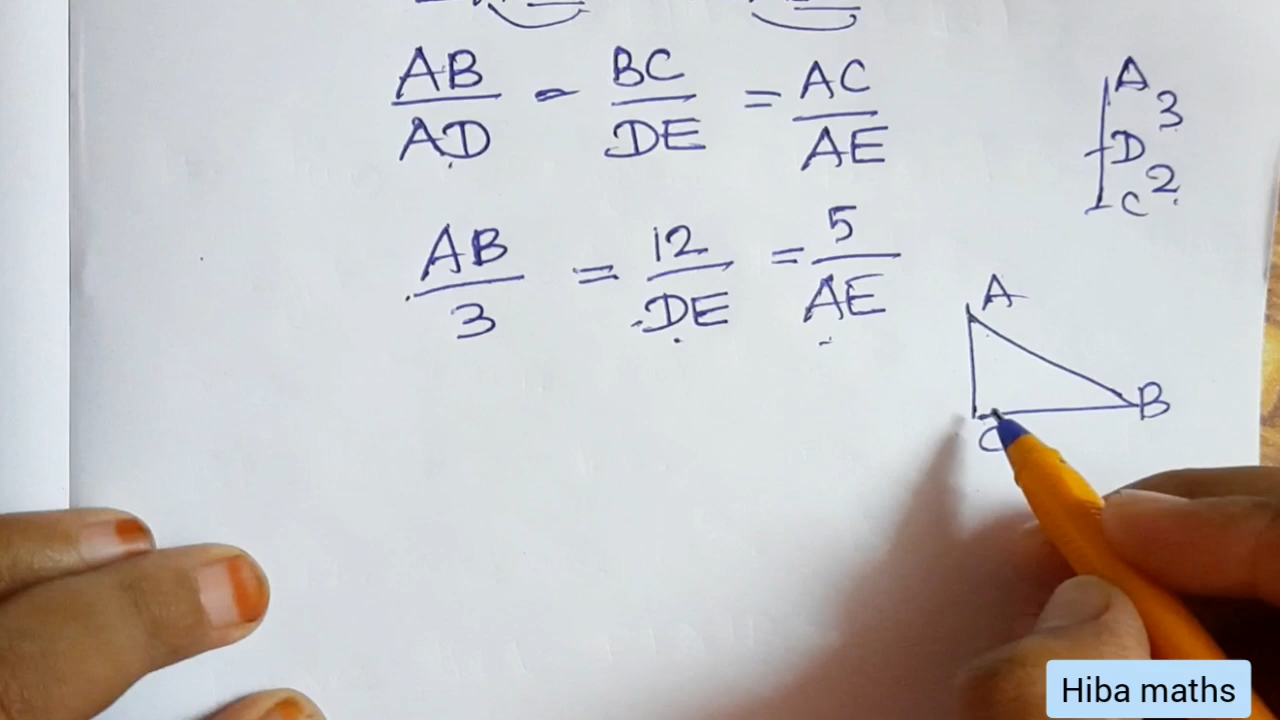 AB/AD = BC/DE = AC/AE
A
3
D
2
C
AB/3 = 12/DE = 5/AE
A
B
C
Hiba maths